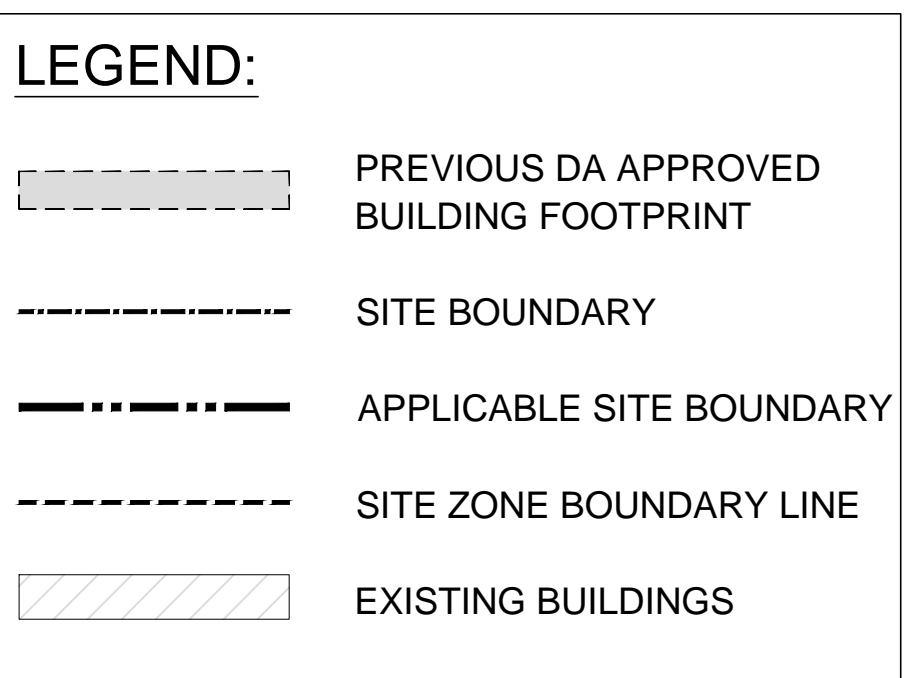 LEGEND:
PREVIOUS DA APPROVED
BUILDING FOOTPRINT
SITE BOUNDARY
APPLICABLE SITE BOUNDARY
SITE ZONE BOUNDARY LINE
EXISTING BUILDINGS